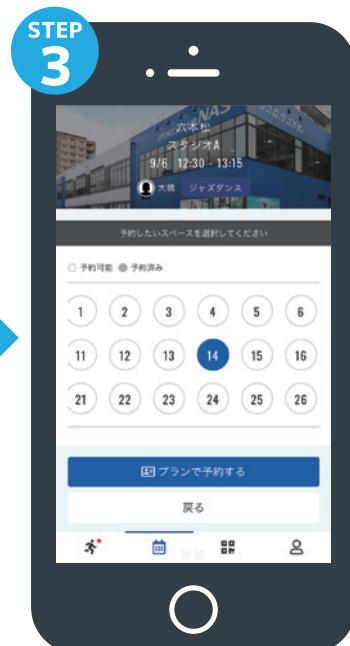 STEP
3
六本松
スタジオA
9/6 12:30 - 13:15
大橋 ジャズダンス
予約したいスペースを選択してください
予約可能 予約済み
1 2 3 4 5 6
11 12 13 14 15 16
21 22 23 24 25 26
プランで予約する
戻る